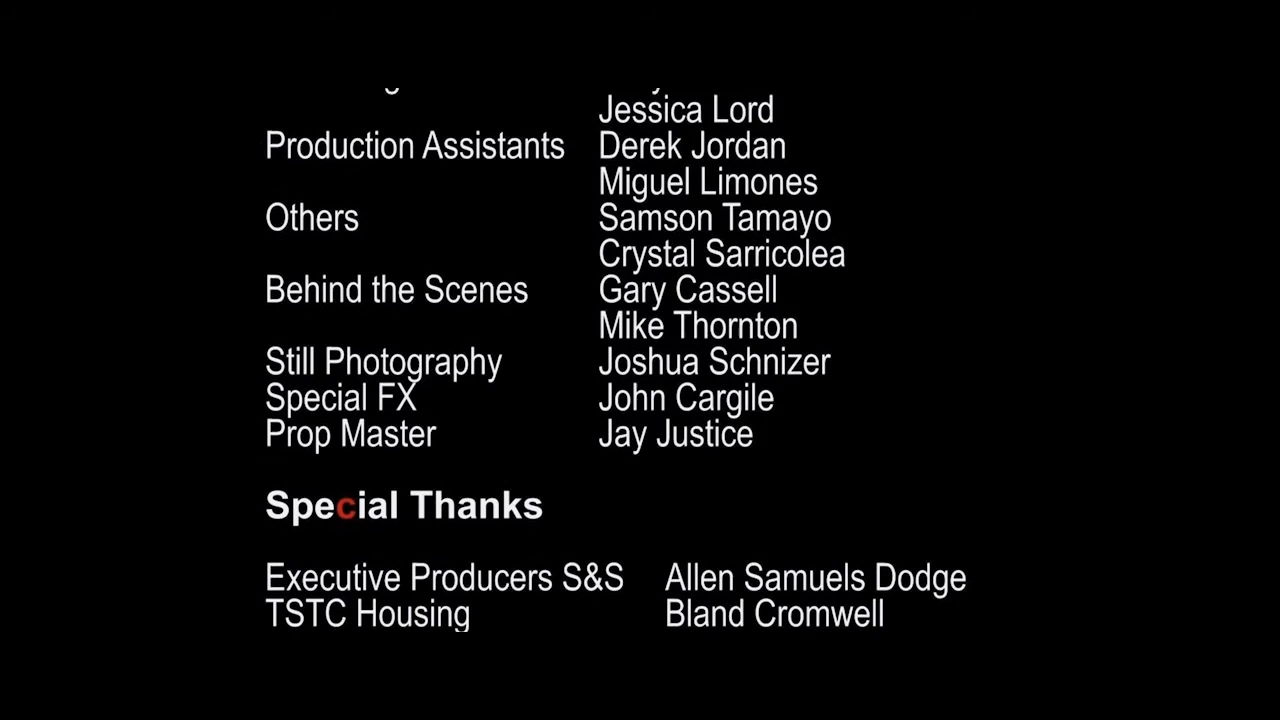 Jessica Lord
Production Assistants Derek Jordan
Miguel Limones
Others Samson Tamayo
Crystal Sarricolea
Behind the Scenes Gary Cassell
Mike Thornton
Still Photography Joshua Schnizer
Special FX John Cargile
Prop Master Jay Justice
Special Thanks
Executive Producers S&S Allen Samuels Dodge
TSTC Housing Bland Cromwell